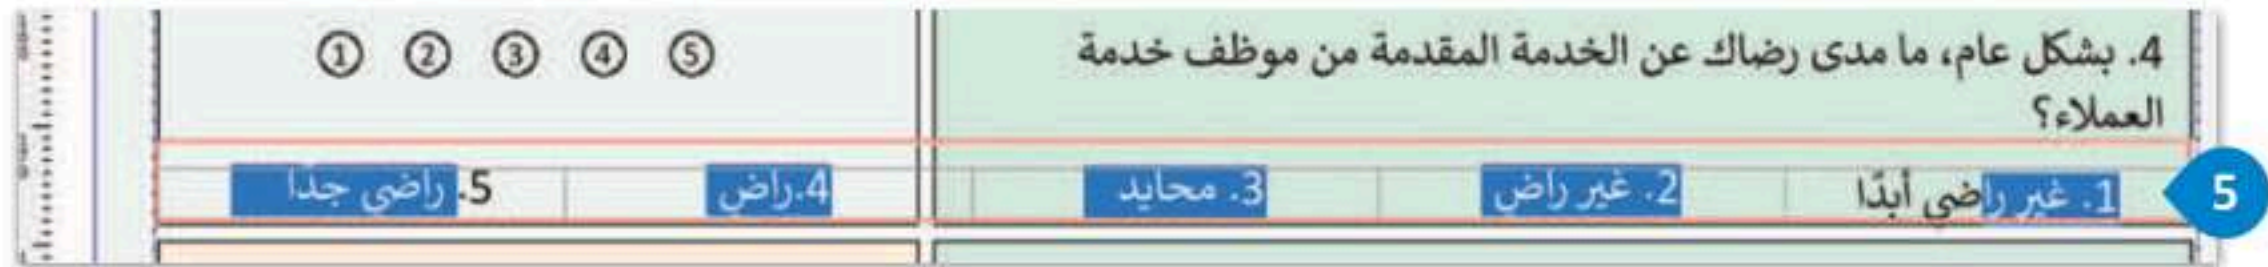 4. بشكل عام، ما مدى رضاك عن الخدمة المقدمة من موظف خدمة
العملاء؟
⑤ ④ ③ ② ①
1. غير راضي أبدًا 2. غير راض 3. محايد 4.راض 5. راضي جدا
5